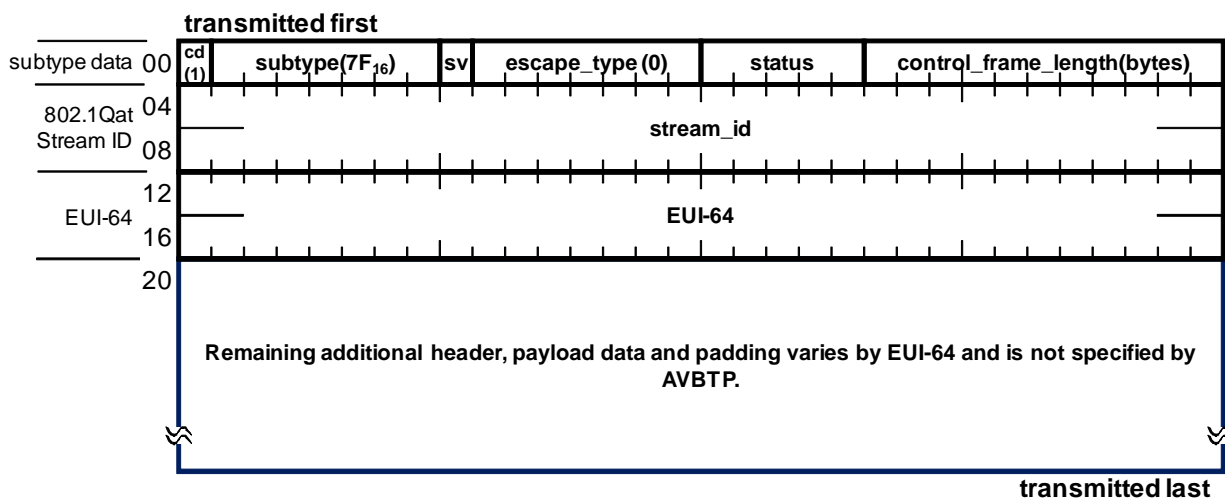 transmitted first
subtype data 00 cd (1) subtype(7F₁₆) sv escape_type (0) status control_frame_length(bytes)
802.1Qat Stream ID 04 08 stream_id
EUI-64 12 16 EUI-64
20
Remaining additional header, payload data and padding varies by EUI-64 and is not specified by
AVBTP.
transmitted last